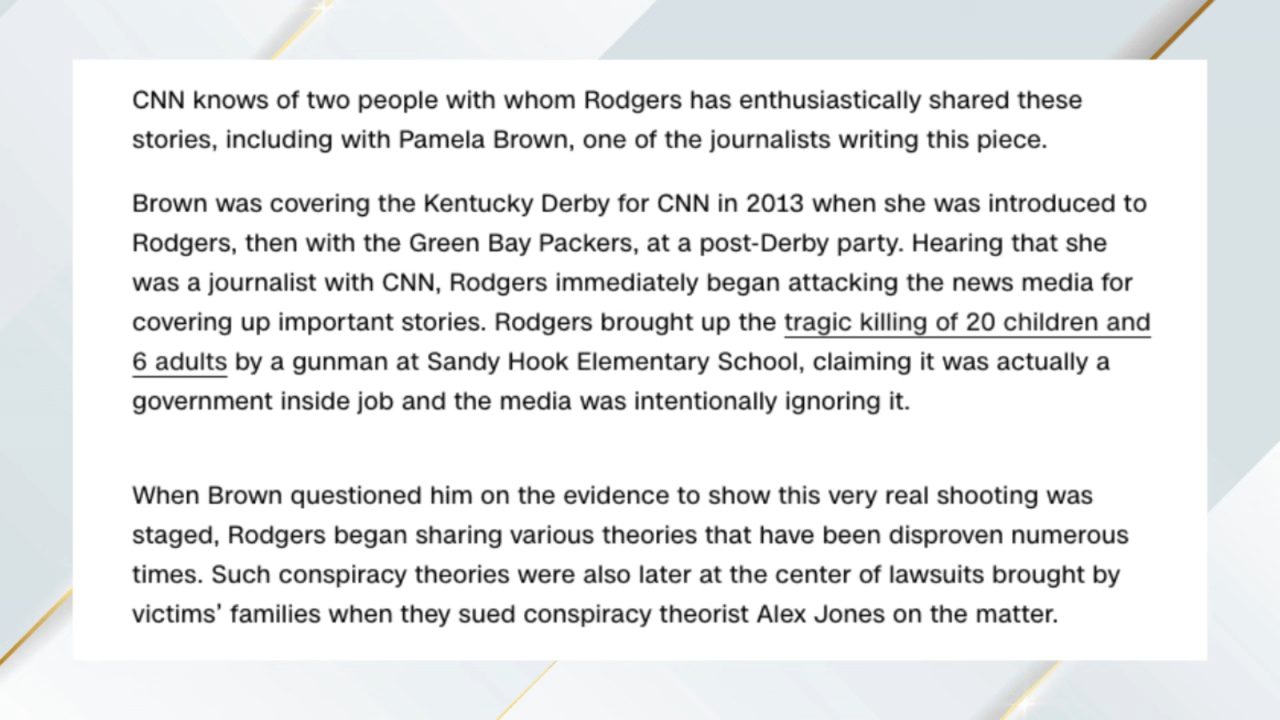 CNN knows of two people with whom Rodgers has enthusiastically shared these
stories, including with Pamela Brown, one of the journalists writing this piece.
Brown was covering the Kentucky Derby for CNN in 2013 when she was introduced to
Rodgers, then with the Green Bay Packers, at a post-Derby party. Hearing that she
was a journalist with CNN, Rodgers immediately began attacking the news media for
covering up important stories. Rodgers brought up the tragic killing of 20 children and
6 adults by a gunman at Sandy Hook Elementary School, claiming it was actually a
government inside job and the media was intentionally ignoring it.
When Brown questioned him on the evidence to show this very real shooting was
staged, Rodgers began sharing various theories that have been disproven numerous
times. Such conspiracy theories were also later at the center of lawsuits brought by
victims’ families when they sued conspiracy theorist Alex Jones on the matter.